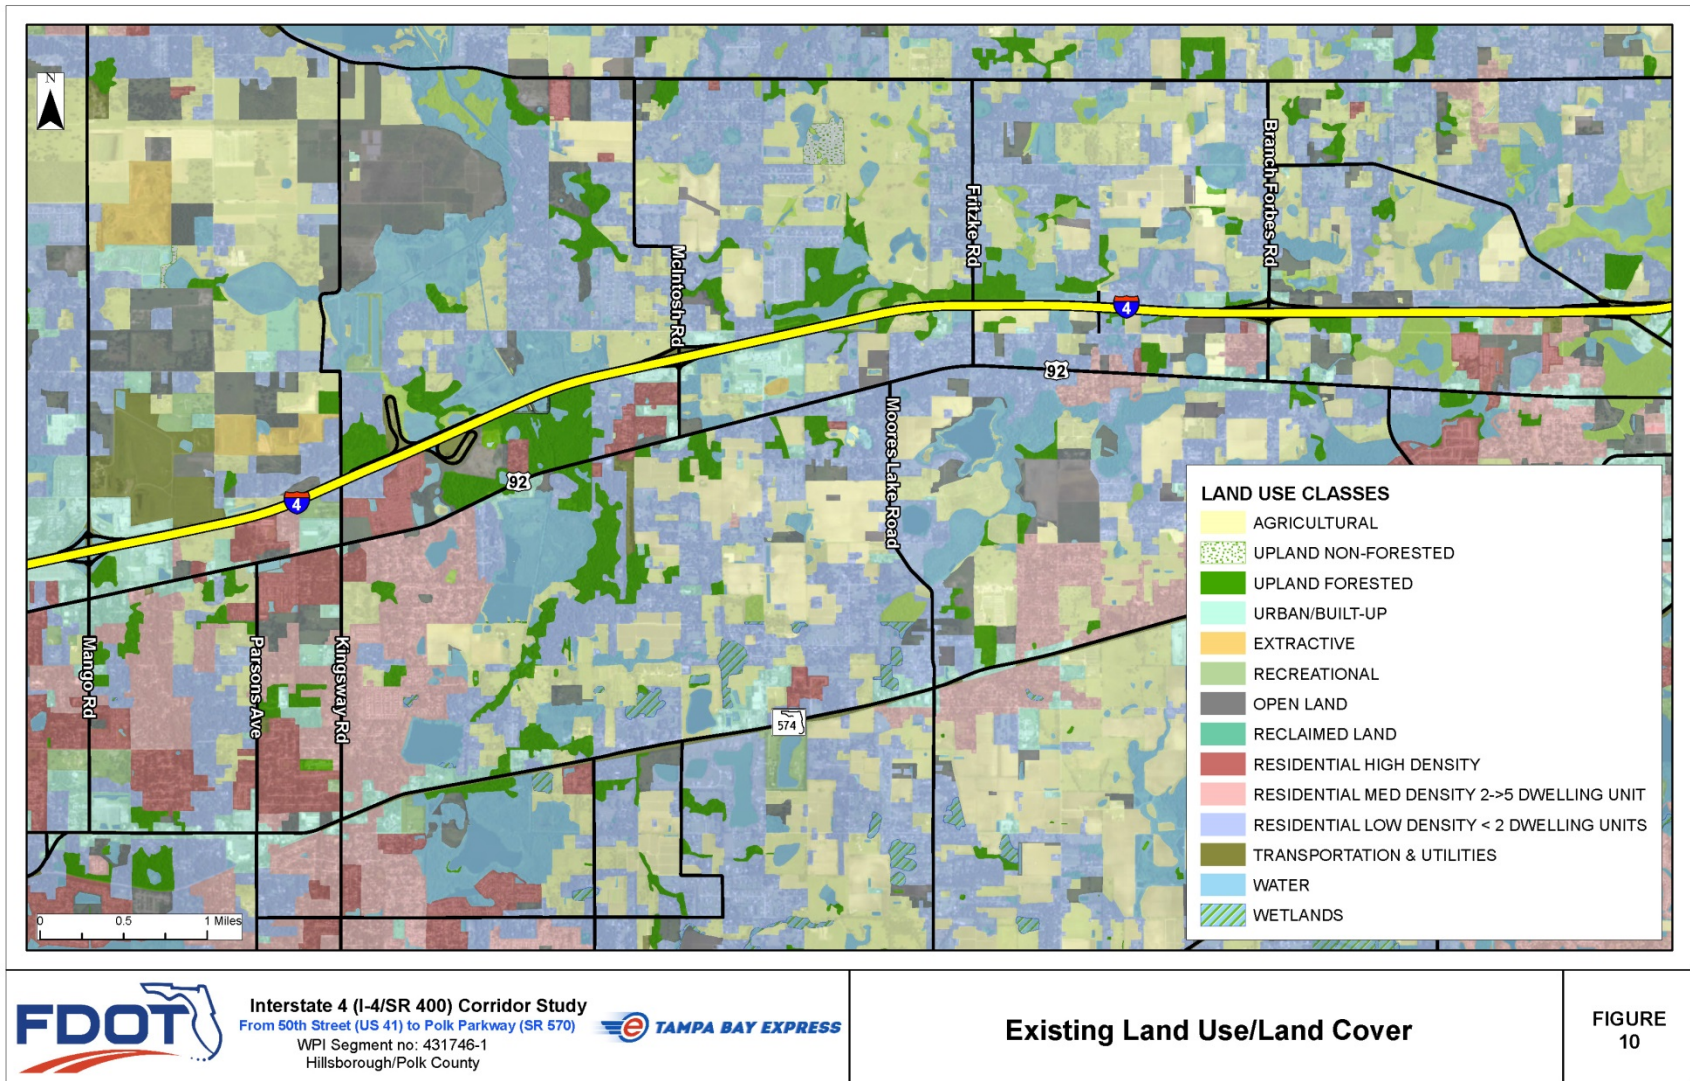 N
McIntosh Rd
Fritzke Rd
Branch Forbes Rd
4
92
Moores Lake Road
92
4
Mango Rd
Parsons Ave
Kingsway Rd
574
LAND USE CLASSES
AGRICULTURAL
UPLAND NON-FORESTED
UPLAND FORESTED
URBAN/BUILT-UP
EXTRACTIVE
RECREATIONAL
OPEN LAND
RECLAIMED LAND
RESIDENTIAL HIGH DENSITY
RESIDENTIAL MED DENSITY 2->5 DWELLING UNIT
RESIDENTIAL LOW DENSITY < 2 DWELLING UNITS
TRANSPORTATION & UTILITIES
WATER
WETLANDS
0 0.5 1 Miles
FDOT
Interstate 4 (I-4/SR 400) Corridor Study
From 50th Street (US 41) to Polk Parkway (SR 570)
WPI Segment no: 431746-1
Hillsborough/Polk County
e TAMPA BAY EXPRESS
Existing Land Use/Land Cover
FIGURE
10